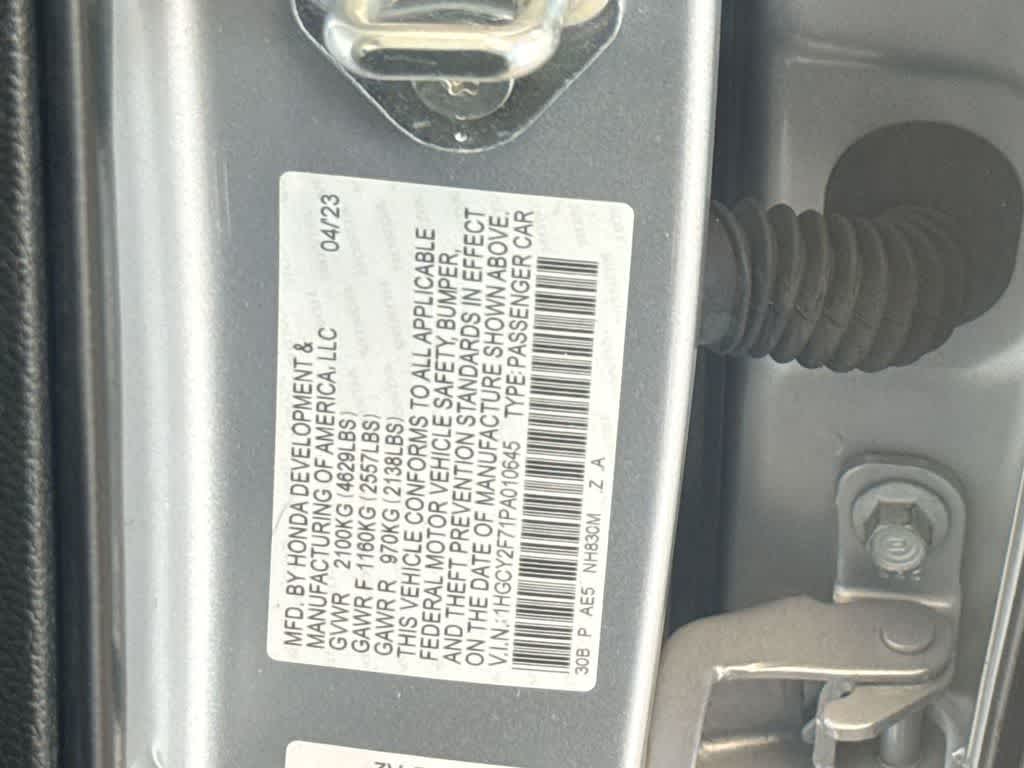 MFD. BY HONDA DEVELOPMENT &
MANUFACTURING OF AMERICA, LLC 04/23
GVWR 2100KG (4629LBS)
GAWR F 1160KG (2557LBS)
GAWR R 970KG (2138LBS)
THIS VEHICLE CONFORMS TO ALL APPLICABLE
FEDERAL MOTOR VEHICLE SAFETY, BUMPER,
AND THEFT PREVENTION STANDARDS IN EFFECT
ON THE DATE OF MANUFACTURE SHOWN ABOVE.
V.I.N.:1HGCY2F71PA010645 TYPE:PASSENGER CAR
30B P AE5 NH830M .Z .A